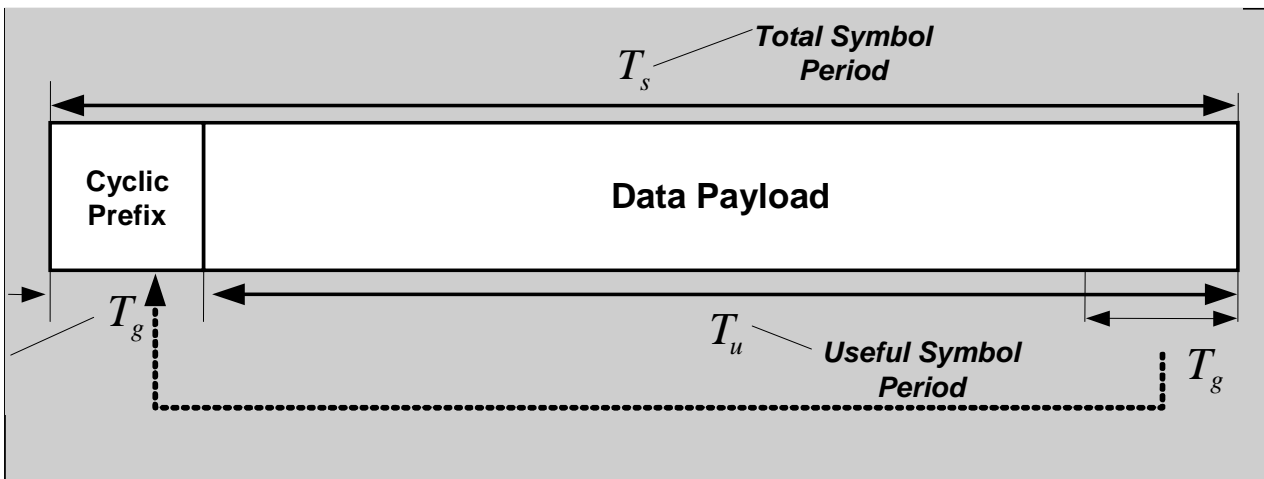 Total Symbol
Period
T_s
Cyclic
Prefix
Data Payload
T_g
T_u
Useful Symbol
Period
T_g